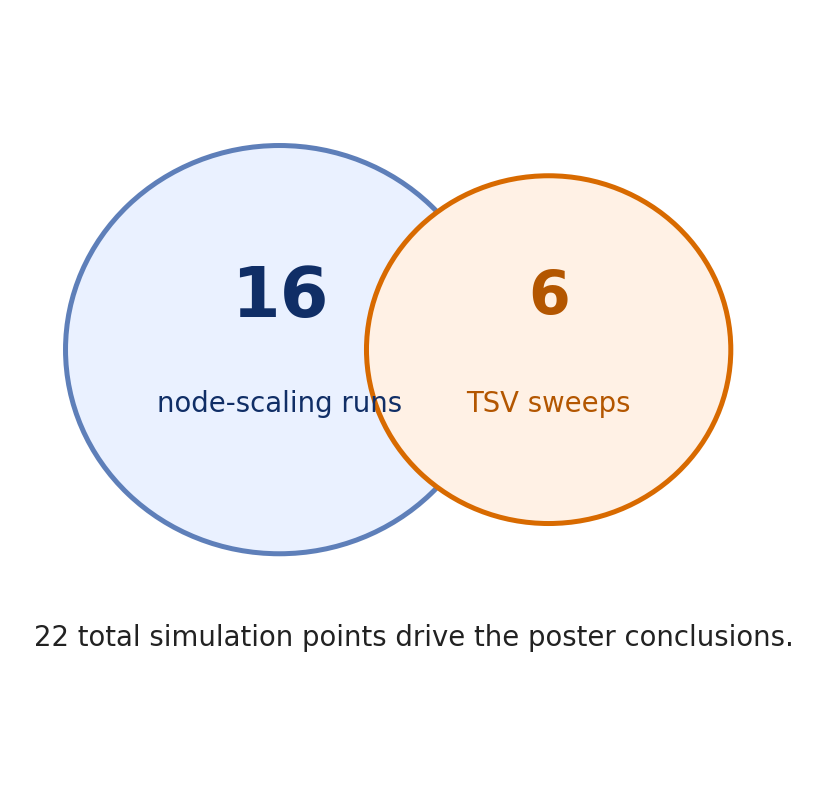 16
6
node-scaling runs
TSV sweeps
22 total simulation points drive the poster conclusions.